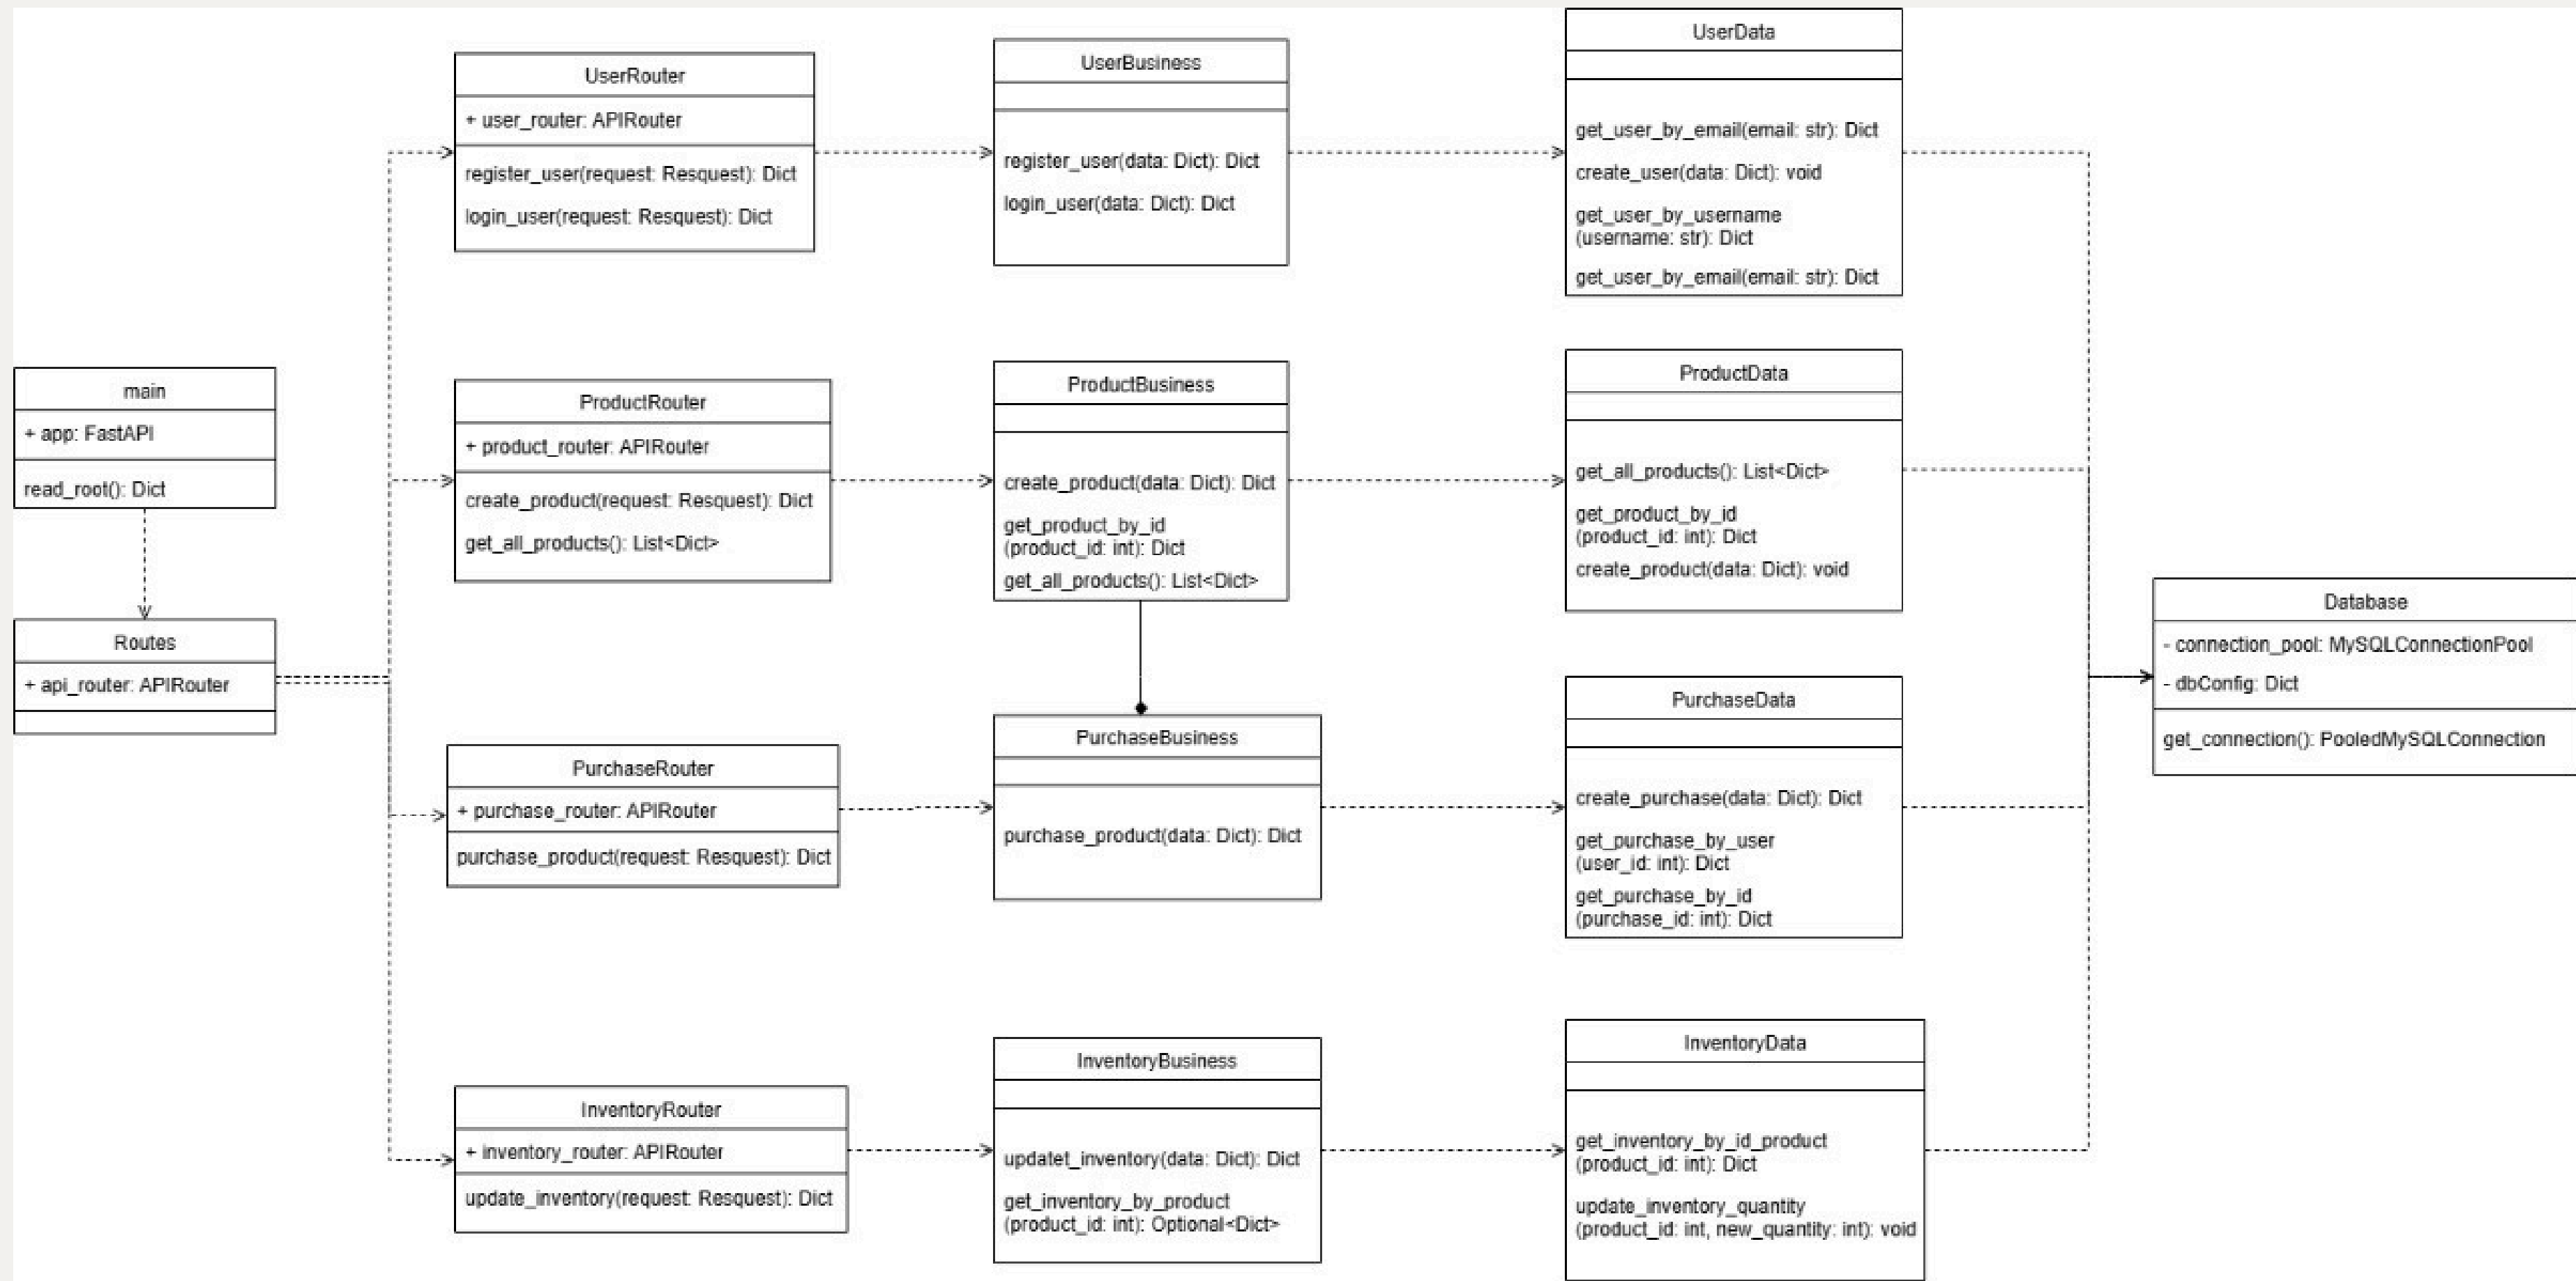 main
+ app: FastAPI
read_root(): Dict
Routes
+ api_router: APIRouter
UserRouter
+ user_router: APIRouter
register_user(request: Resquest): Dict
login_user(request: Resquest): Dict
ProductRouter
+ product_router: APIRouter
create_product(request: Resquest): Dict
get_all_products(): List<Dict>
PurchaseRouter
+ purchase_router: APIRouter
purchase_product(request: Resquest): Dict
InventoryRouter
+ inventory_router: APIRouter
update_inventory(request: Resquest): Dict
UserBusiness
register_user(data: Dict): Dict
login_user(data: Dict): Dict
ProductBusiness
create_product(data: Dict): Dict
get_product_by_id
(product_id: int): Dict
get_all_products(): List<Dict>
PurchaseBusiness
purchase_product(data: Dict): Dict
InventoryBusiness
updatet_inventory(data: Dict): Dict
get_inventory_by_product
(product_id: int): Optional<Dict>
UserData
get_user_by_email(email: str): Dict
create_user(data: Dict): void
get_user_by_username
(username: str): Dict
get_user_by_email(email: str): Dict
ProductData
get_all_products(): List<Dict>
get_product_by_id
(product_id: int): Dict
create_product(data: Dict): void
PurchaseData
create_purchase(data: Dict): Dict
get_purchase_by_user
(user_id: int): Dict
get_purchase_by_id
(purchase_id: int): Dict
InventoryData
get_inventory_by_id_product
(product_id: int): Dict
update_inventory_quantity
(product_id: int, new_quantity: int): void
Database
- connection_pool: MySQLConnectionPool
- dbConfig: Dict
get_connection(): PooledMySQLConnection